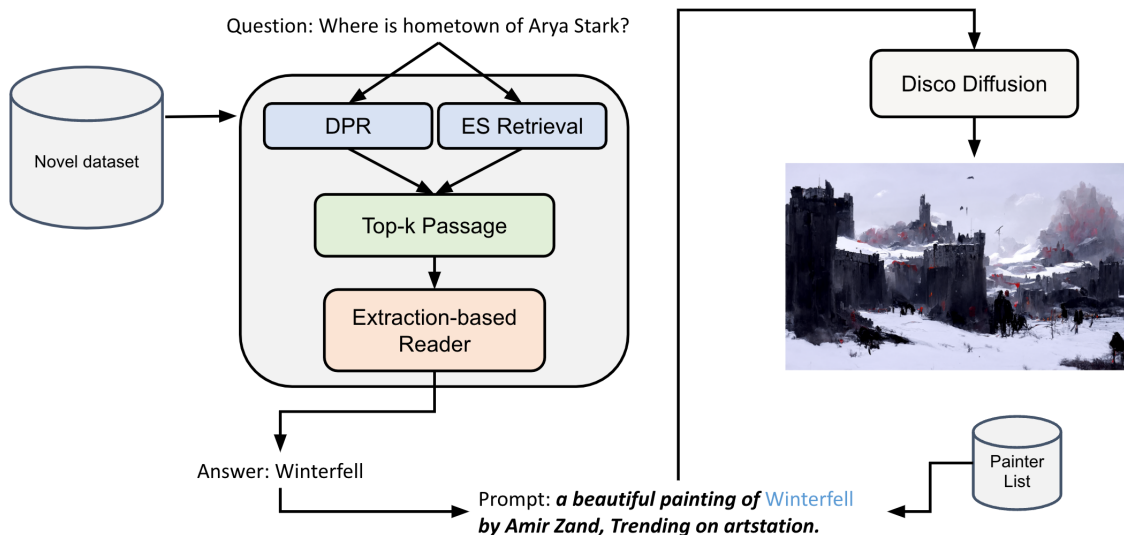 Question: Where is hometown of Arya Stark?
Novel dataset
DPR
ES Retrieval
Top-k Passage
Extraction-based
Reader
Answer: Winterfell
Prompt: a beautiful painting of Winterfell
by Amir Zand, Trending on artstation.
Disco Diffusion
Painter
List